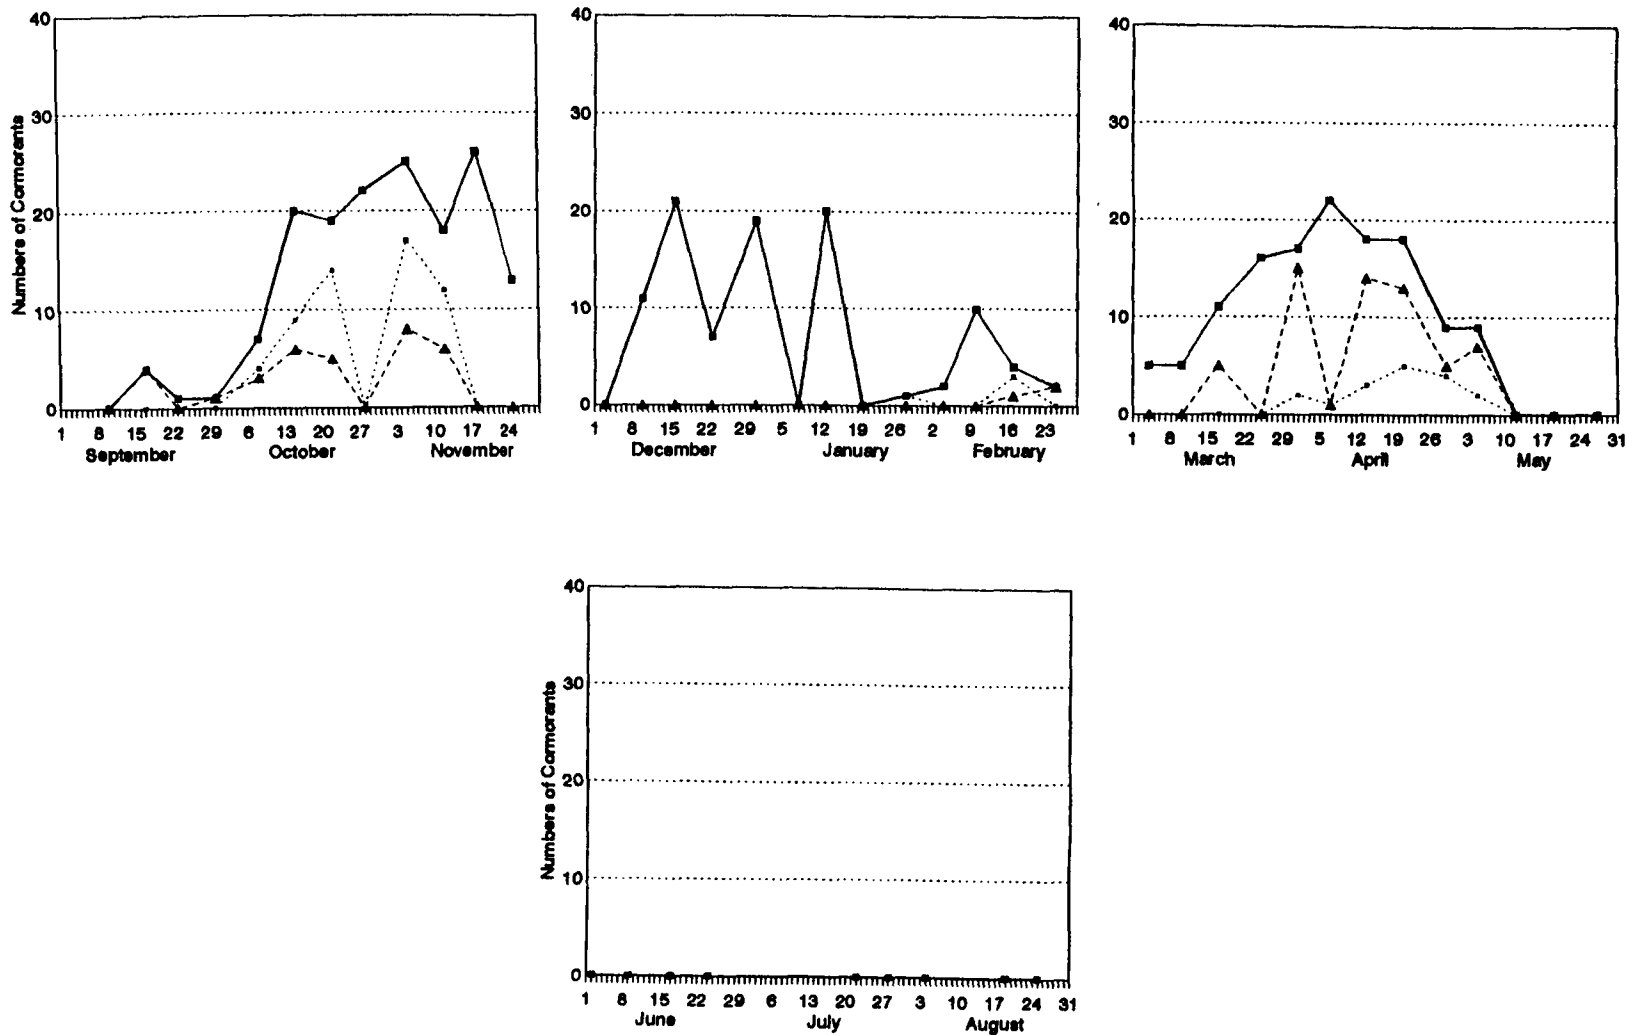 40
30
20
10
0
Numbers of Cormorants
1 8 15 22 29 6 13 20 27 3 10 17 24
September October November
40
30
20
10
0
1 8 15 22 29 5 12 19 26 2 9 16 23
December January February
40
30
20
10
0
1 8 15 22 29 5 12 19 26 3 10 17 24 31
March April May
40
30
20
10
0
Numbers of Cormorants
1 8 15 22 29 6 13 20 27 3 10 17 24 31
June July August